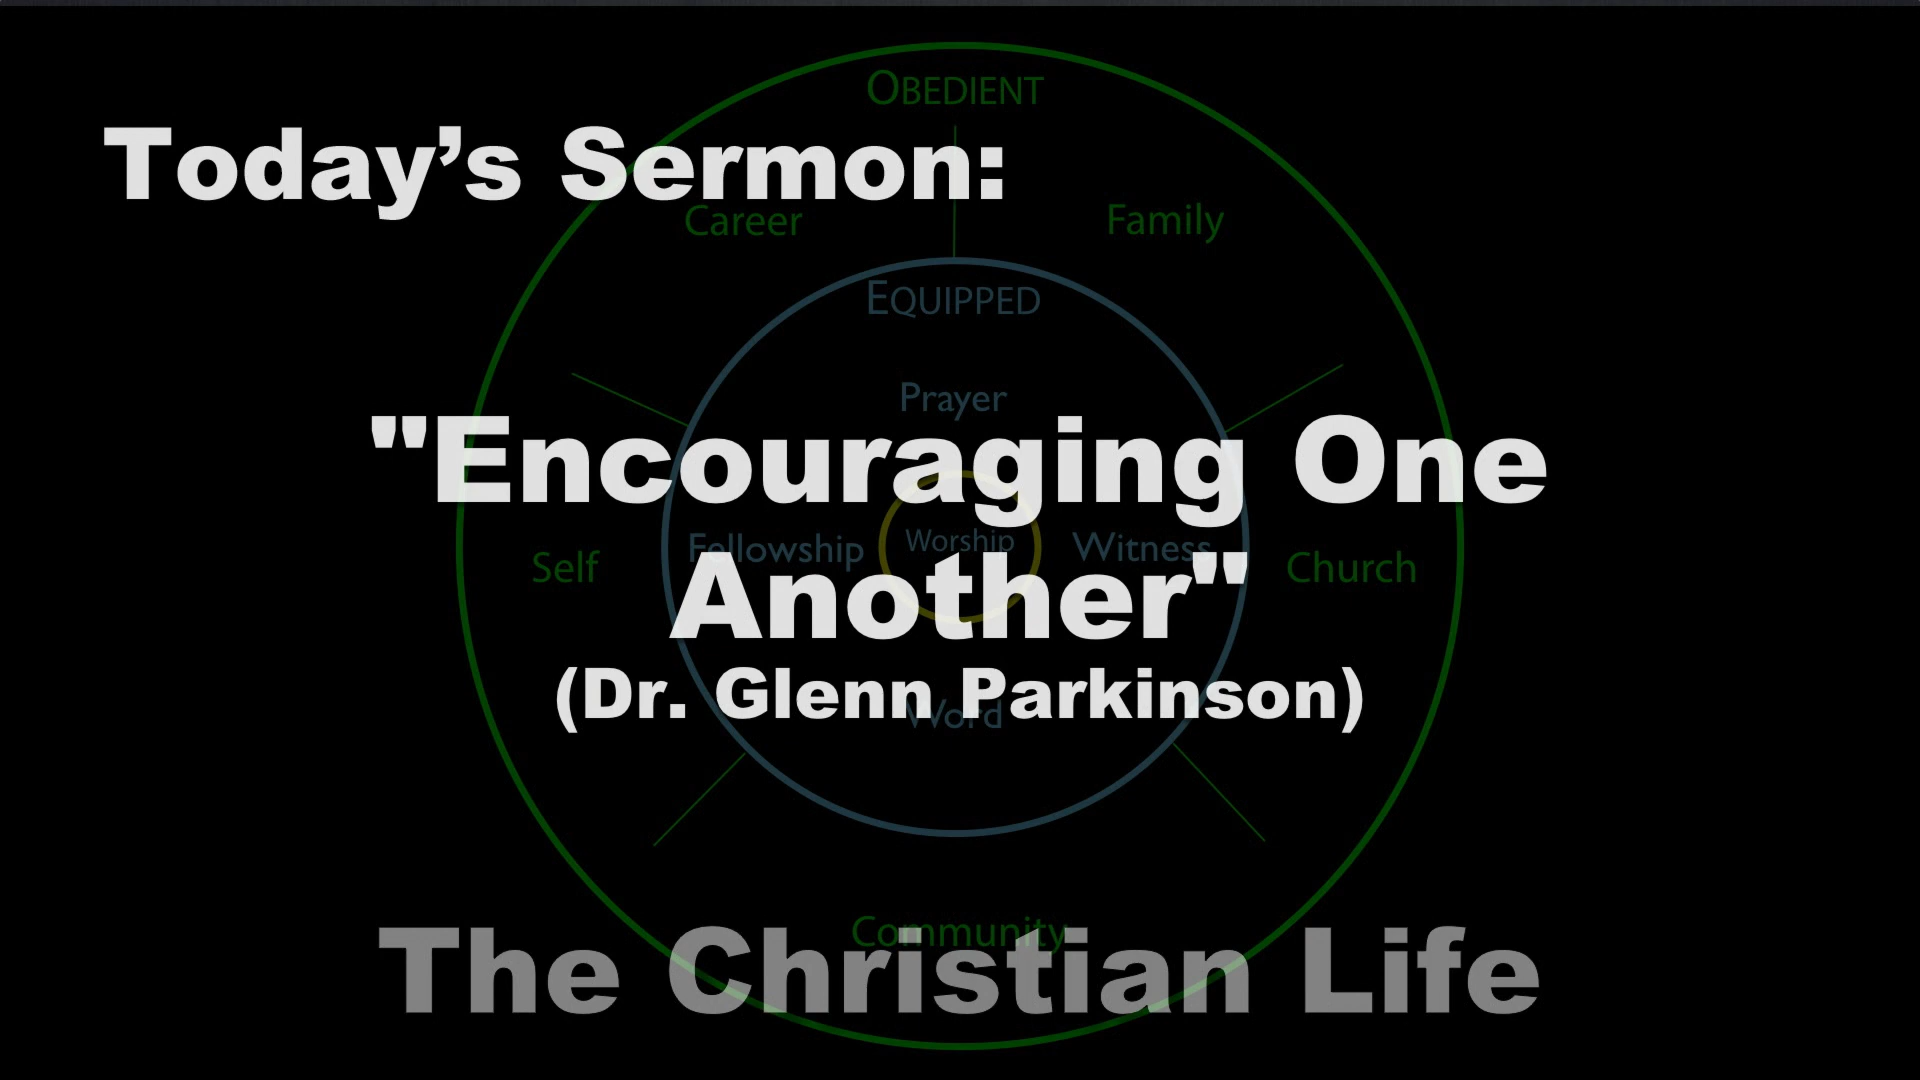 OBEDIENT
Today’s Sermon:
Career
Family
EQUIPPED
Prayer
"Encouraging One
Fellowship
Worship
Witness
Self
Church
Another"
(Dr. Glenn Parkinson)
Word
Community
The Christian Life